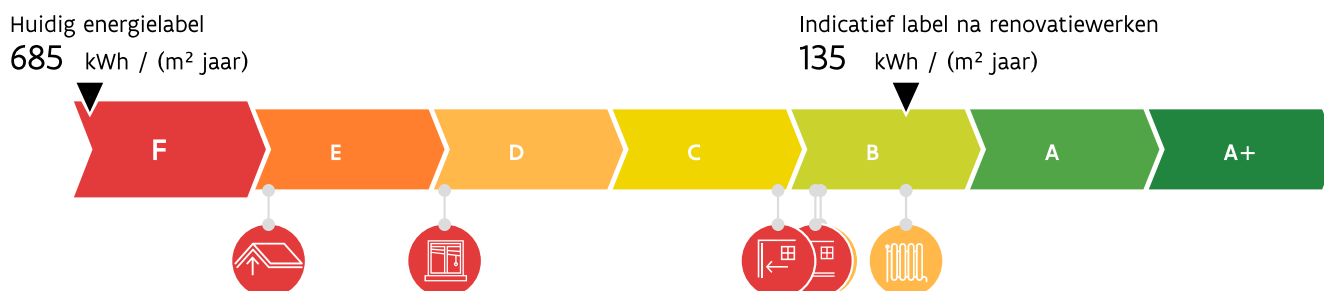 Huidig energielabel
685 kWh / (m² jaar)
Indicatief label na renovatiewerken
135 kWh / (m² jaar)
F E D C B A A+